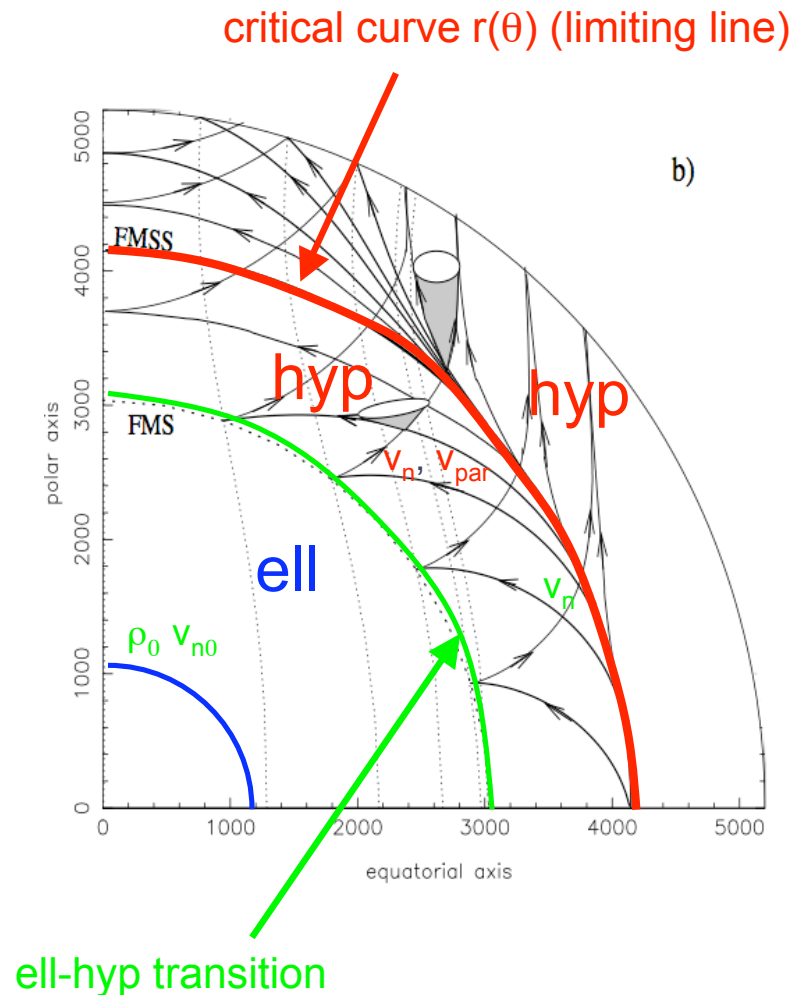 critical curve r(θ) (limiting line)
b)
5000
4000
3000
2000
1000
0
polar axis
FMSS
FMS
hyp
hyp
vn, vpar
vn
ell
ρ0 vn0
0 1000 2000 3000 4000 5000
equatorial axis
ell-hyp transition